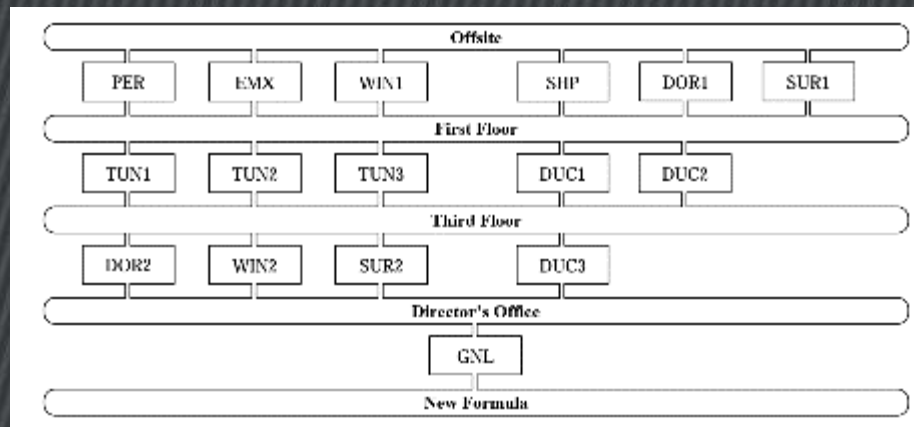 Offsite
PER EMX WIN1 SHP DOR1 SUR1
First Floor
TUN1 TUN2 TUN3 DUC1 DUC2
Third Floor
DOR2 WIN2 SUR2 DUC3
Director's Office
GNL
New Formula